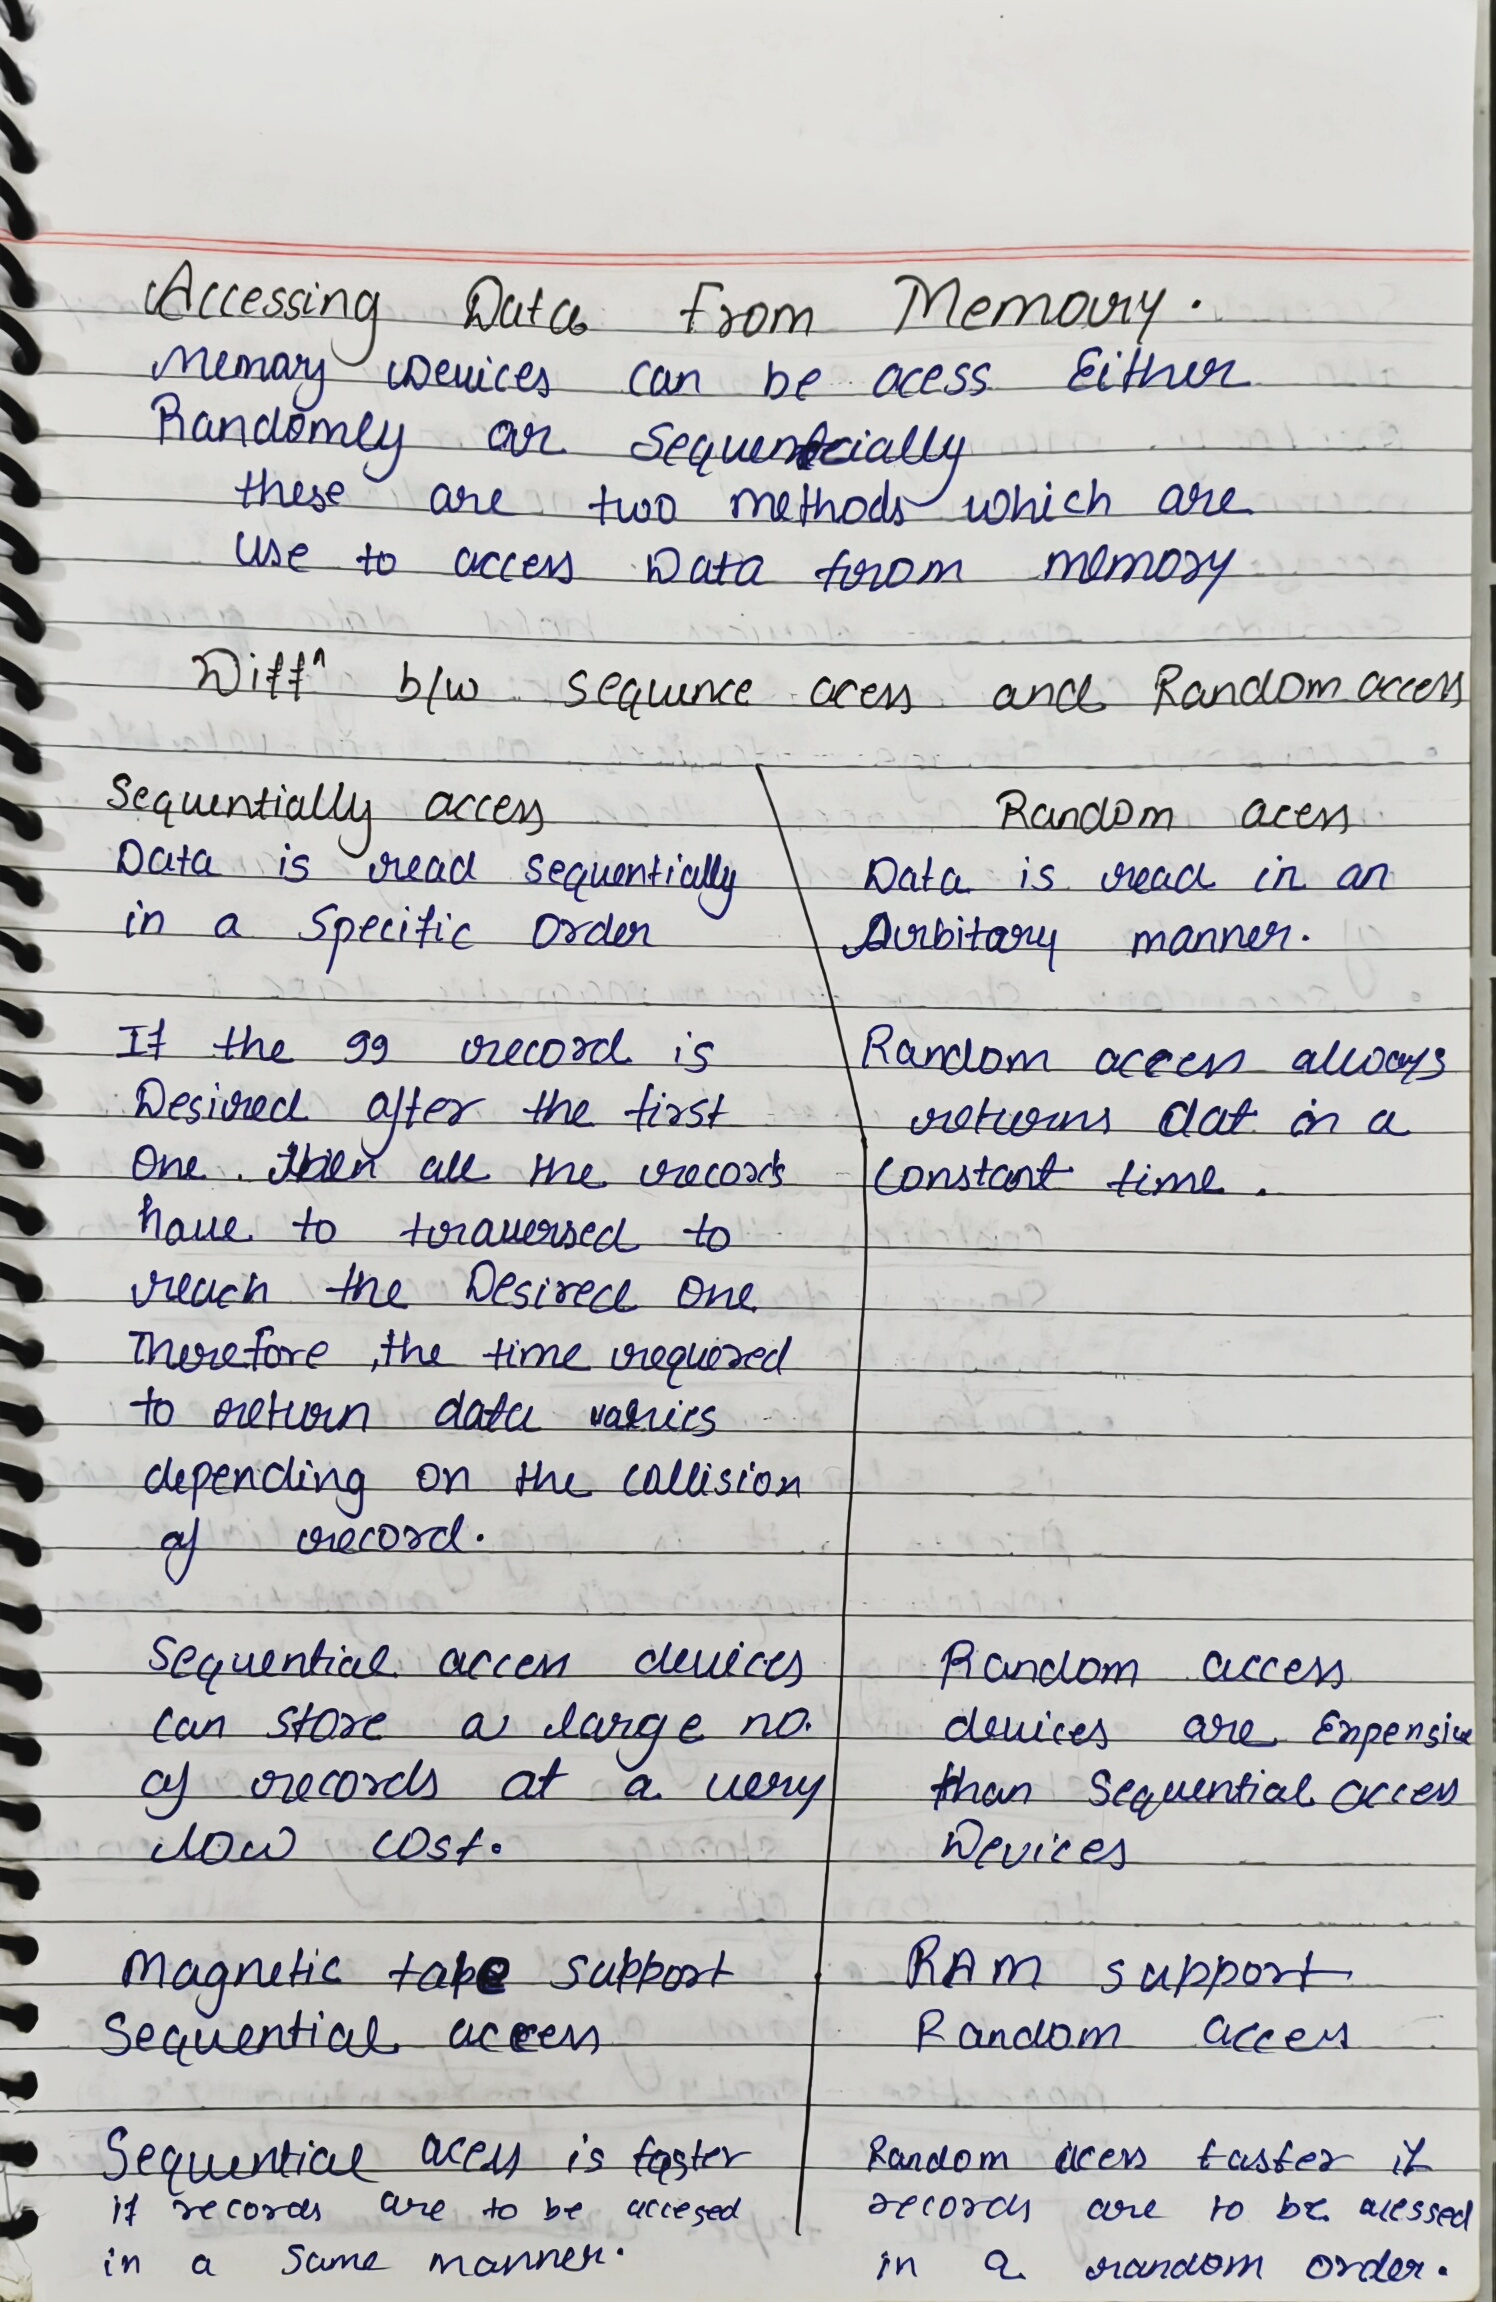 Accessing Data From Memory.
Memory Devices can be acess Either
Randomly or Sequentially
these are two methods which are
use to access Data from memory
Diff^n b/w sequence acess and Random access
Sequentially access
Data is read sequentially
in a specific order
If the 99 record is
Desired after the first
one. then all the records
have to traversed to
reach the Desired one.
Therefore, the time required
to return data varies
depending on the collision
of record.
Sequential access devices
can store a large no.
of records at a very
low cost.
Magnetic tape support
Sequential access
Sequential acess is faster
if records are to be accesed
in a same manner.
Random acess
Data is read in an
Arbitary manner.
Random access always
returns dat in a
constant time.
Random access
devices are Expensive
than Sequential access
Devices
RAM support
Random access
Random acess faster if
records are to be acessed
in a random order.